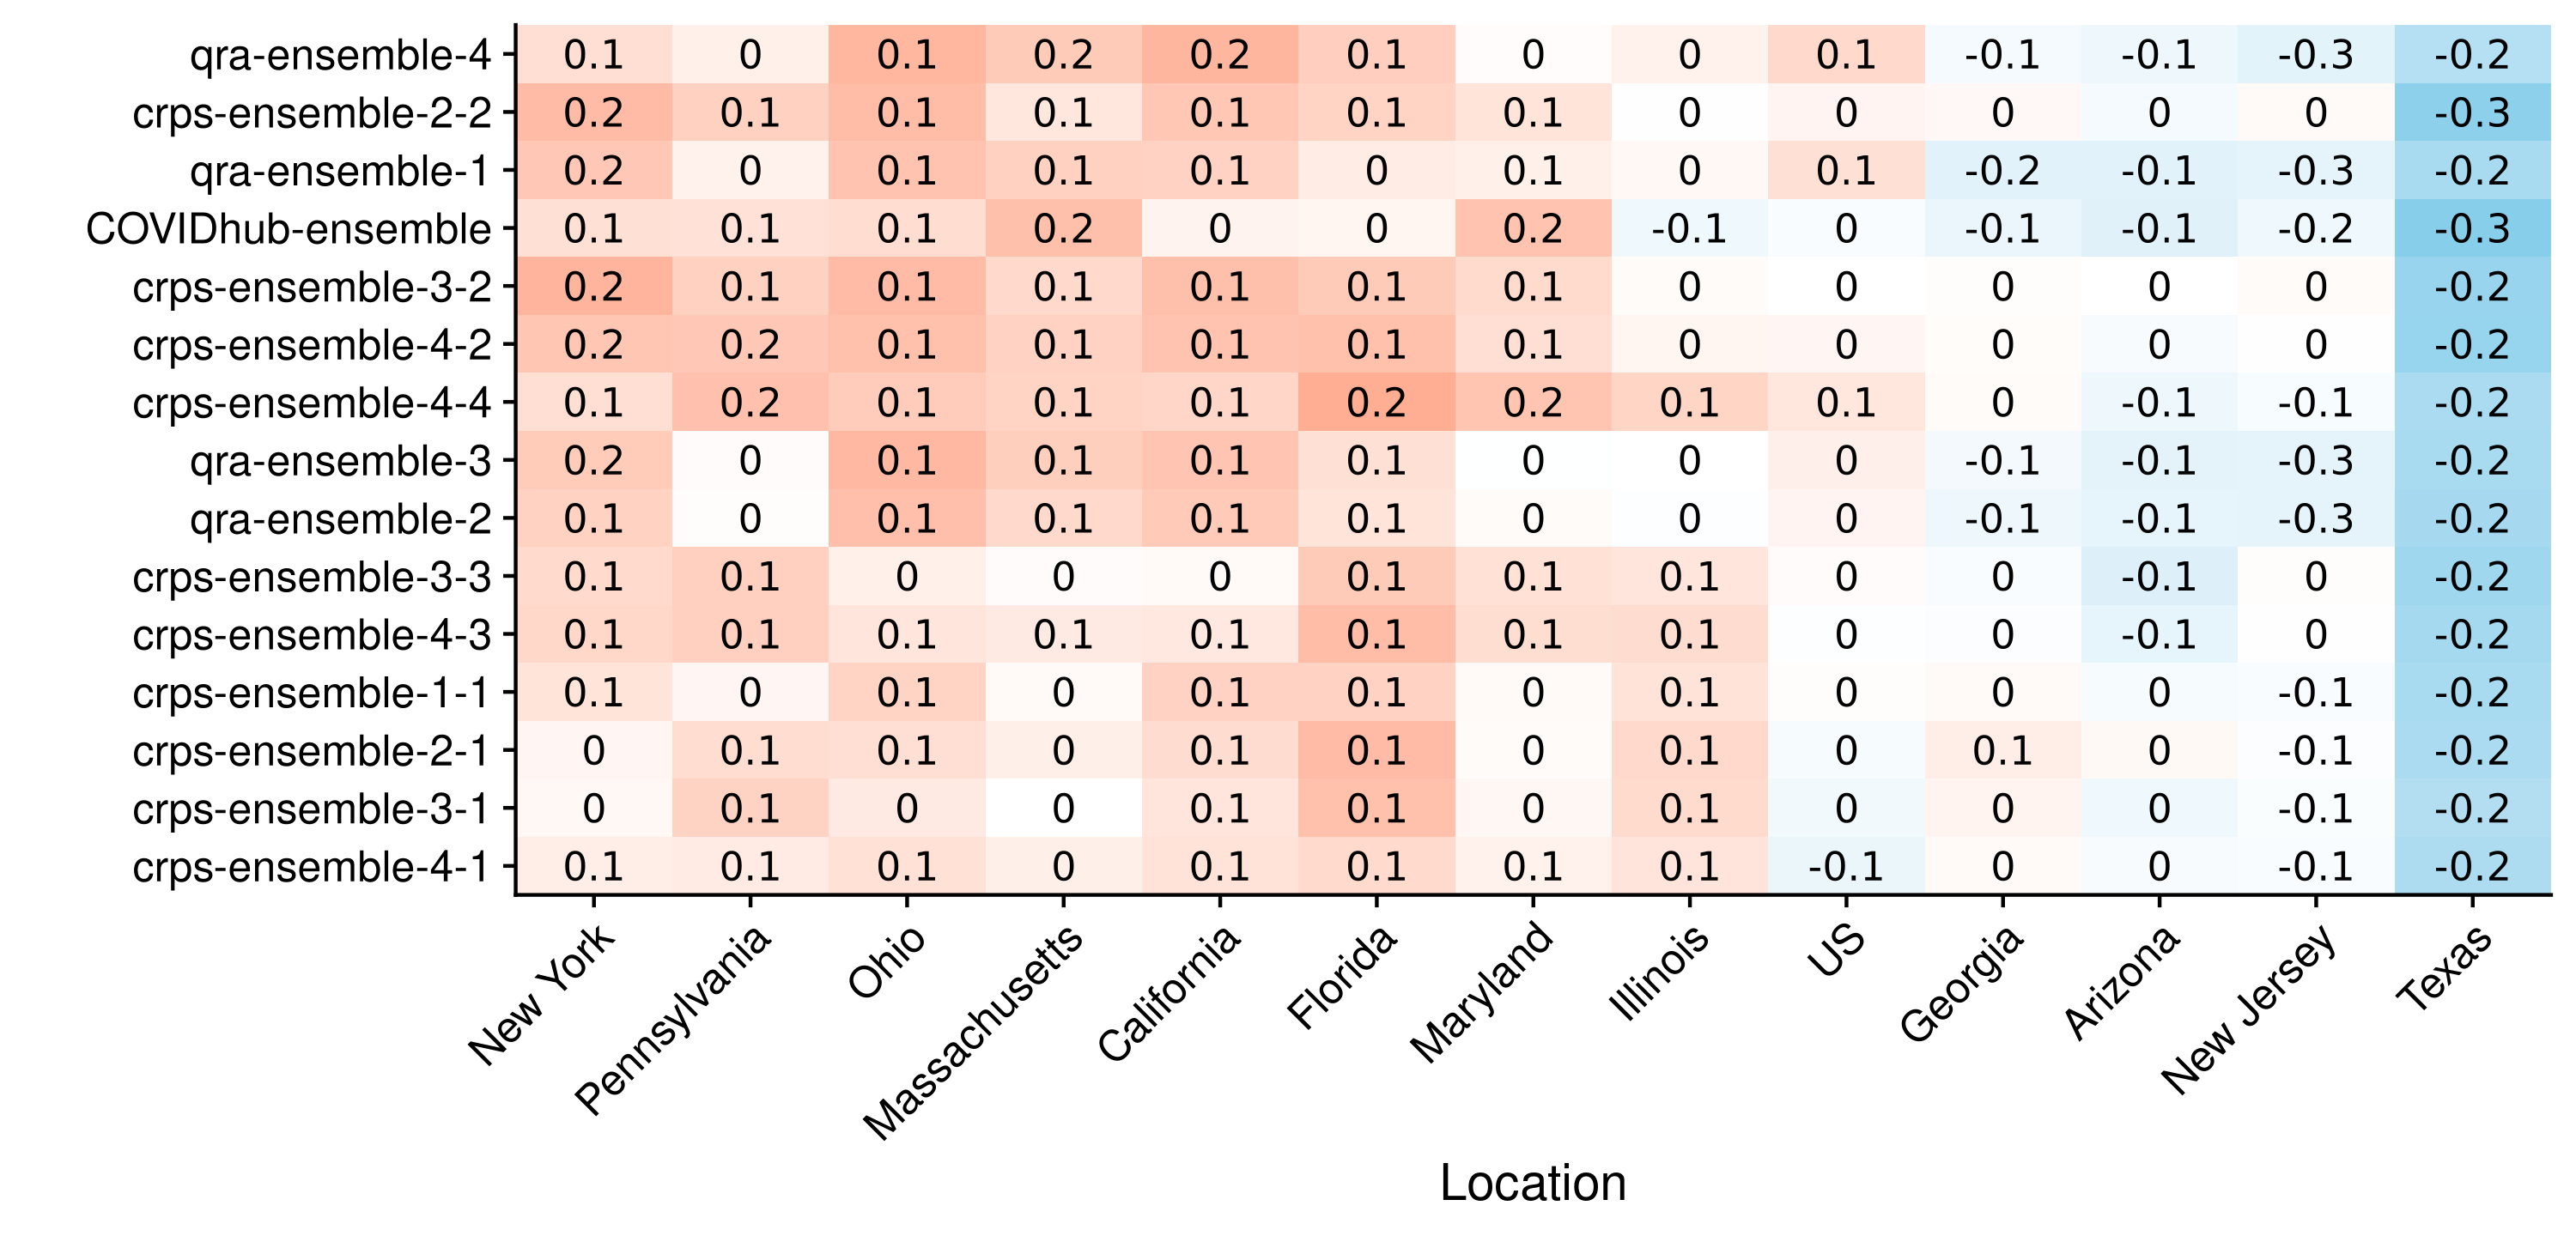 qra-ensemble-4 0.1 0 0.1 0.2 0.2 0.1 0 0 0.1 -0.1 -0.1 -0.3 -0.2
crps-ensemble-2-2 0.2 0.1 0.1 0.1 0.1 0.1 0.1 0 0 0 0 0 -0.3
qra-ensemble-1 0.2 0 0.1 0.1 0.1 0 0.1 0 0.1 -0.2 -0.1 -0.3 -0.2
COVIDhub-ensemble 0.1 0.1 0.1 0.2 0 0 0.2 -0.1 0 -0.1 -0.1 -0.2 -0.3
crps-ensemble-3-2 0.2 0.1 0.1 0.1 0.1 0.1 0.1 0 0 0 0 0 -0.2
crps-ensemble-4-2 0.2 0.2 0.1 0.1 0.1 0.1 0.1 0 0 0 0 0 -0.2
crps-ensemble-4-4 0.1 0.2 0.1 0.1 0.1 0.2 0.2 0.1 0.1 0 -0.1 -0.1 -0.2
qra-ensemble-3 0.2 0 0.1 0.1 0.1 0.1 0 0 0 -0.1 -0.1 -0.3 -0.2
qra-ensemble-2 0.1 0 0.1 0.1 0.1 0.1 0 0 0 -0.1 -0.1 -0.3 -0.2
crps-ensemble-3-3 0.1 0.1 0 0 0 0.1 0.1 0.1 0 0 -0.1 0 -0.2
crps-ensemble-4-3 0.1 0.1 0.1 0.1 0.1 0.1 0.1 0.1 0 0 -0.1 0 -0.2
crps-ensemble-1-1 0.1 0 0.1 0 0.1 0.1 0 0.1 0 0 0 -0.1 -0.2
crps-ensemble-2-1 0 0.1 0.1 0 0.1 0.1 0 0.1 0 0.1 0 -0.1 -0.2
crps-ensemble-3-1 0 0.1 0 0 0.1 0.1 0 0.1 0 0 0 -0.1 -0.2
crps-ensemble-4-1 0.1 0.1 0.1 0 0.1 0.1 0.1 0.1 -0.1 0 0 -0.1 -0.2
New York Pennsylvania Ohio Massachusetts California Florida Maryland Illinois US Georgia Arizona New Jersey Texas
Location